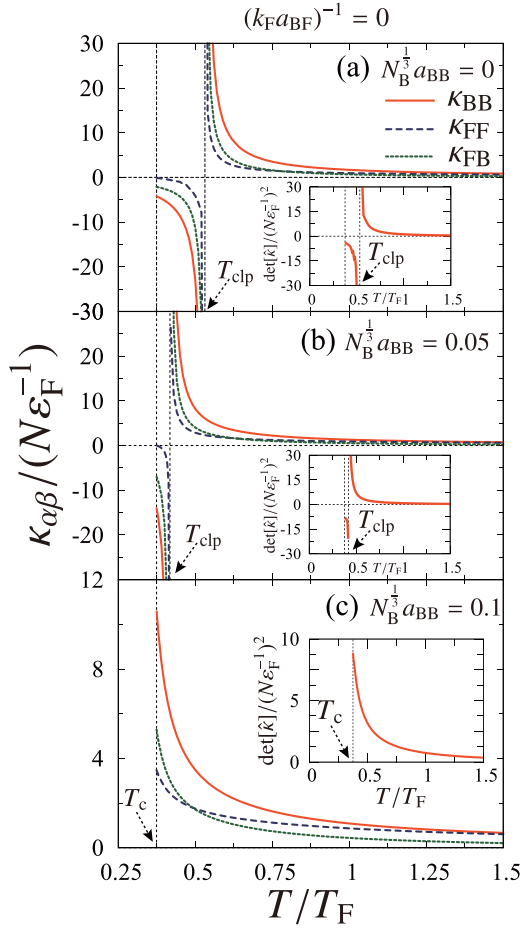 (k_F a_BF)^{-1} = 0
30
(a) N_B^{1/3} a_BB = 0
20
κ_BB
10
κ_FF
κ_FB
0
-10
-20
-30
T_clp
det[κ̂]/(Nε_F^{-1})^2
30
15
0
-15
-30
T_clp
0 0.5 T/T_F 1 1.5
κ_αβ/(Nε_F^{-1})
(b) N_B^{1/3} a_BB = 0.05
20
10
0
-10
-20
T_clp
det[κ̂]/(Nε_F^{-1})^2
30
15
0
-15
-30
T_clp
0 0.5 T/T_F 1 1.5
12
(c) N_B^{1/3} a_BB = 0.1
8
4
0
T_c
det[κ̂]/(Nε_F^{-1})^2
10
5
0
T_c
0 0.5 1 1.5
T/T_F
0.25 0.5 0.75 1 1.25 1.5
T/T_F